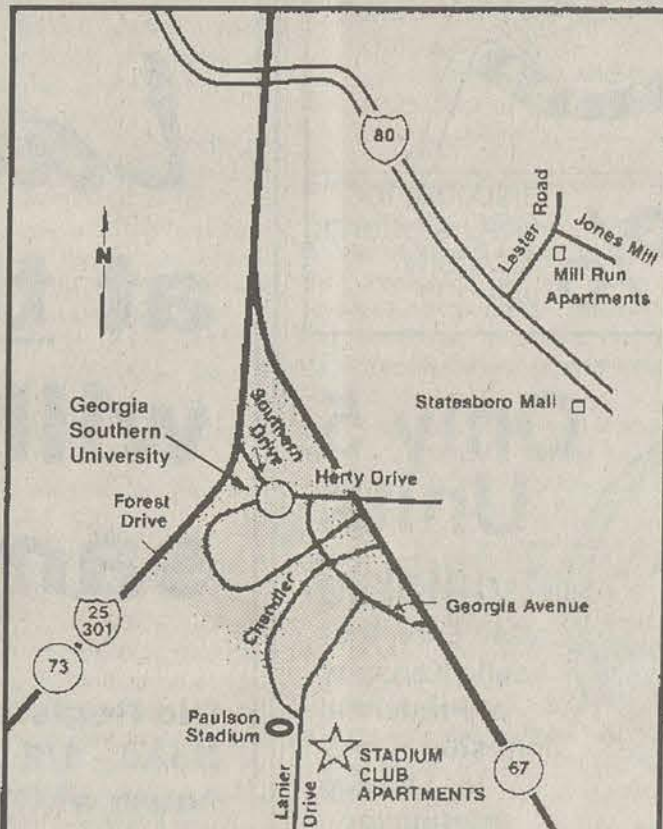 80
Lester Road
Jones Mill
Mill Run
Apartments
N
Statesboro Mall
Georgia
Southern
University
Southern
Drive
Herty Drive
Forest
Drive
Chandler
Georgia Avenue
25
301
73
Paulson
Stadium
STADIUM
CLUB
APARTMENTS
67
Lanier
Drive